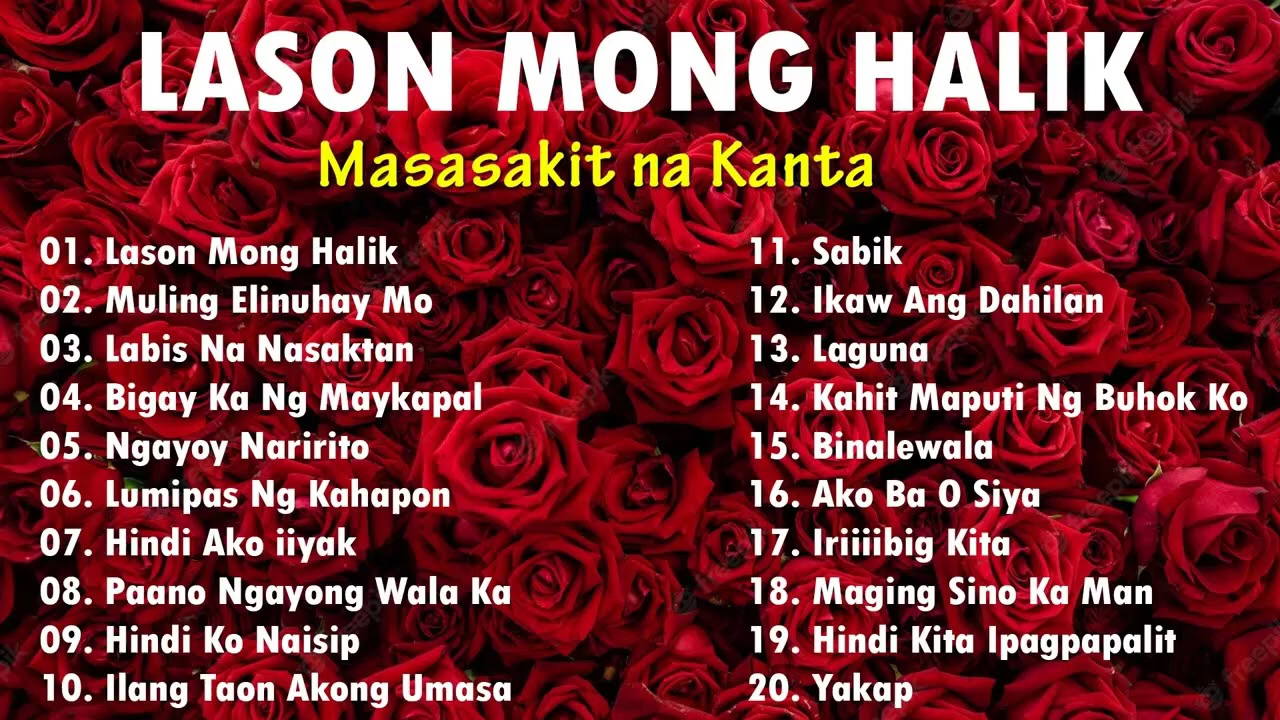 LASON MONG HALIK
Masasakit na Kanta
01. Lason Mong Halik
02. Muling Elinuhay Mo
03. Labis Na Nasaktan
04. Bigay Ka Ng Maykapal
05. Ngayoy Naririto
06. Lumipas Ng Kahapon
07. Hindi Ako iiyak
08. Paano Ngayong Wala Ka
09. Hindi Ko Naisip
10. Ilang Taon Akong Umasa
11. Sabik
12. Ikaw Ang Dahilan
13. Laguna
14. Kahit Maputi Ng Buhok Ko
15. Binalewala
16. Ako Ba O Siya
17. Iriiiibig Kita
18. Maging Sino Ka Man
19. Hindi Kita Ipagpapalit
20. Yakap